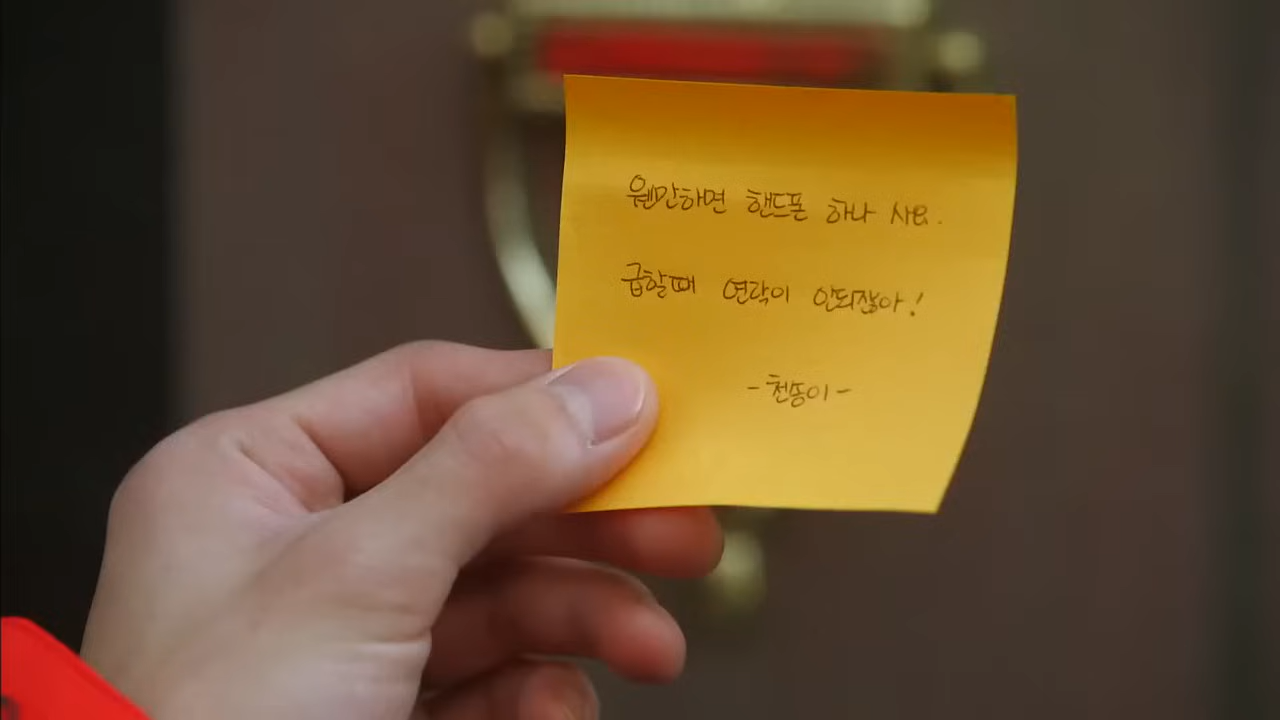 웬만하면 핸드폰 하나 사요.
급할때 연락이 안되잖아!
-천송이-